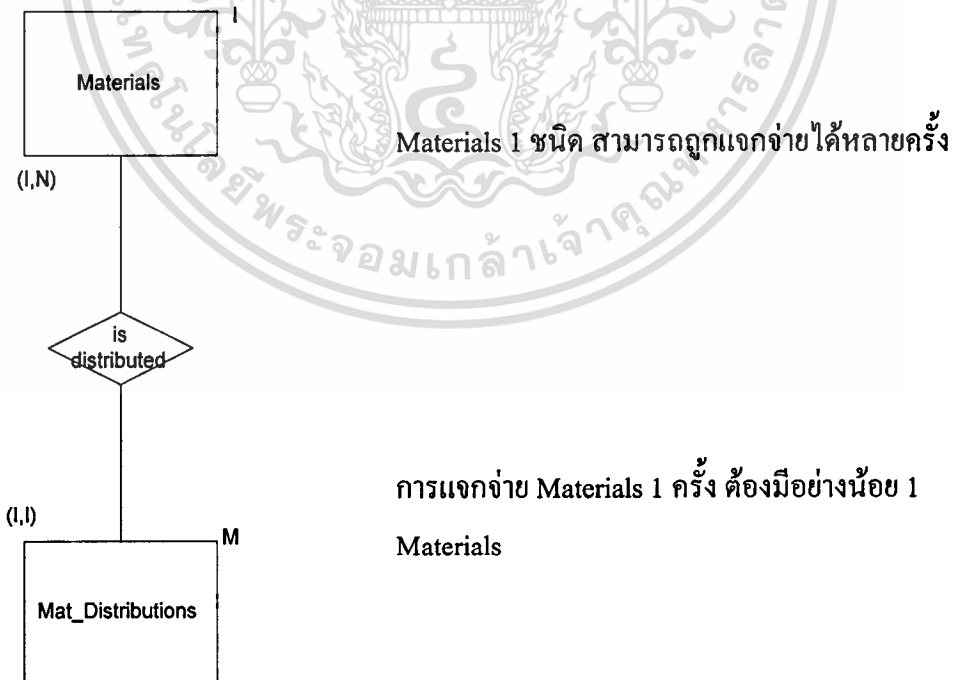 I
Materials
Materials 1 ชนิด สามารถถูกแจกจ่ายได้หลายครั้ง
(I,N)
is
distributed
การแจกจ่าย Materials 1 ครั้ง ต้องมีอย่างน้อย 1
Materials
(I,I)
M
Mat_Distributions